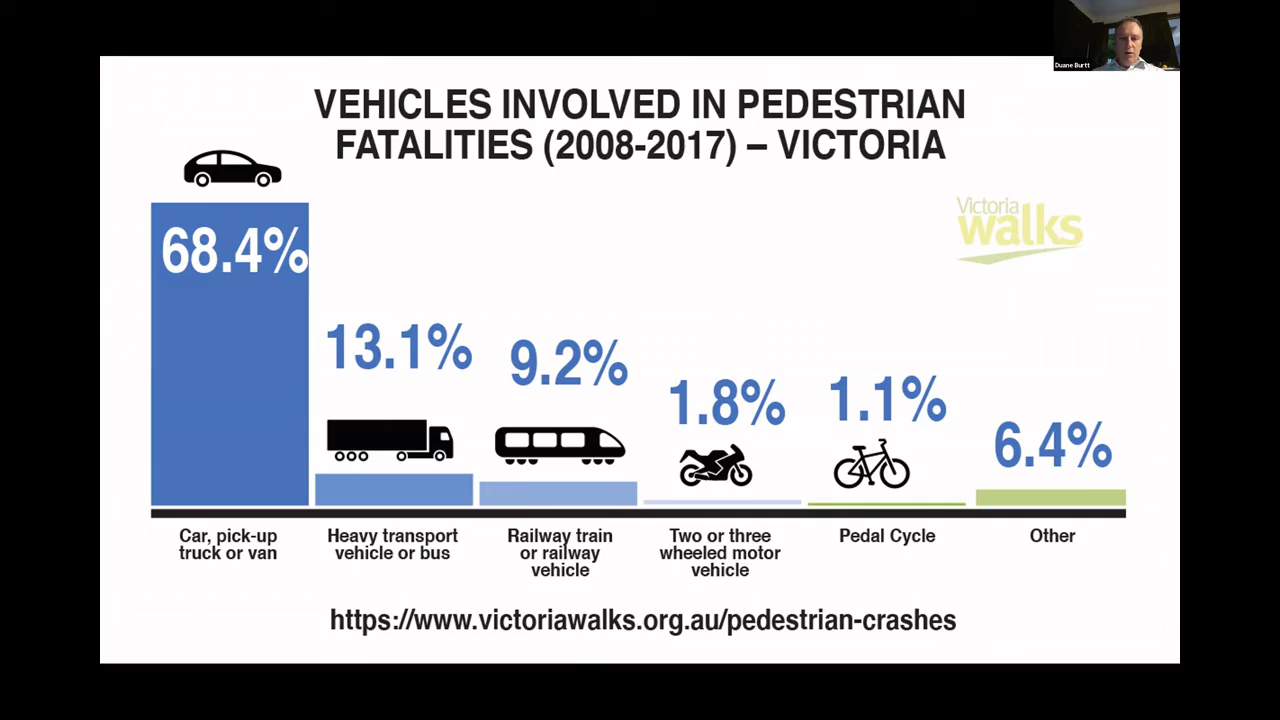 Duane Burtt
VEHICLES INVOLVED IN PEDESTRIAN
FATALITIES (2008-2017) – VICTORIA
Victoria
walks
68.4%
13.1%
9.2%
1.8%
1.1%
6.4%
Car, pick-up
truck or van
Heavy transport
vehicle or bus
Railway train
or railway
vehicle
Two or three
wheeled motor
vehicle
Pedal Cycle
Other
https://www.victoriawalks.org.au/pedestrian-crashes